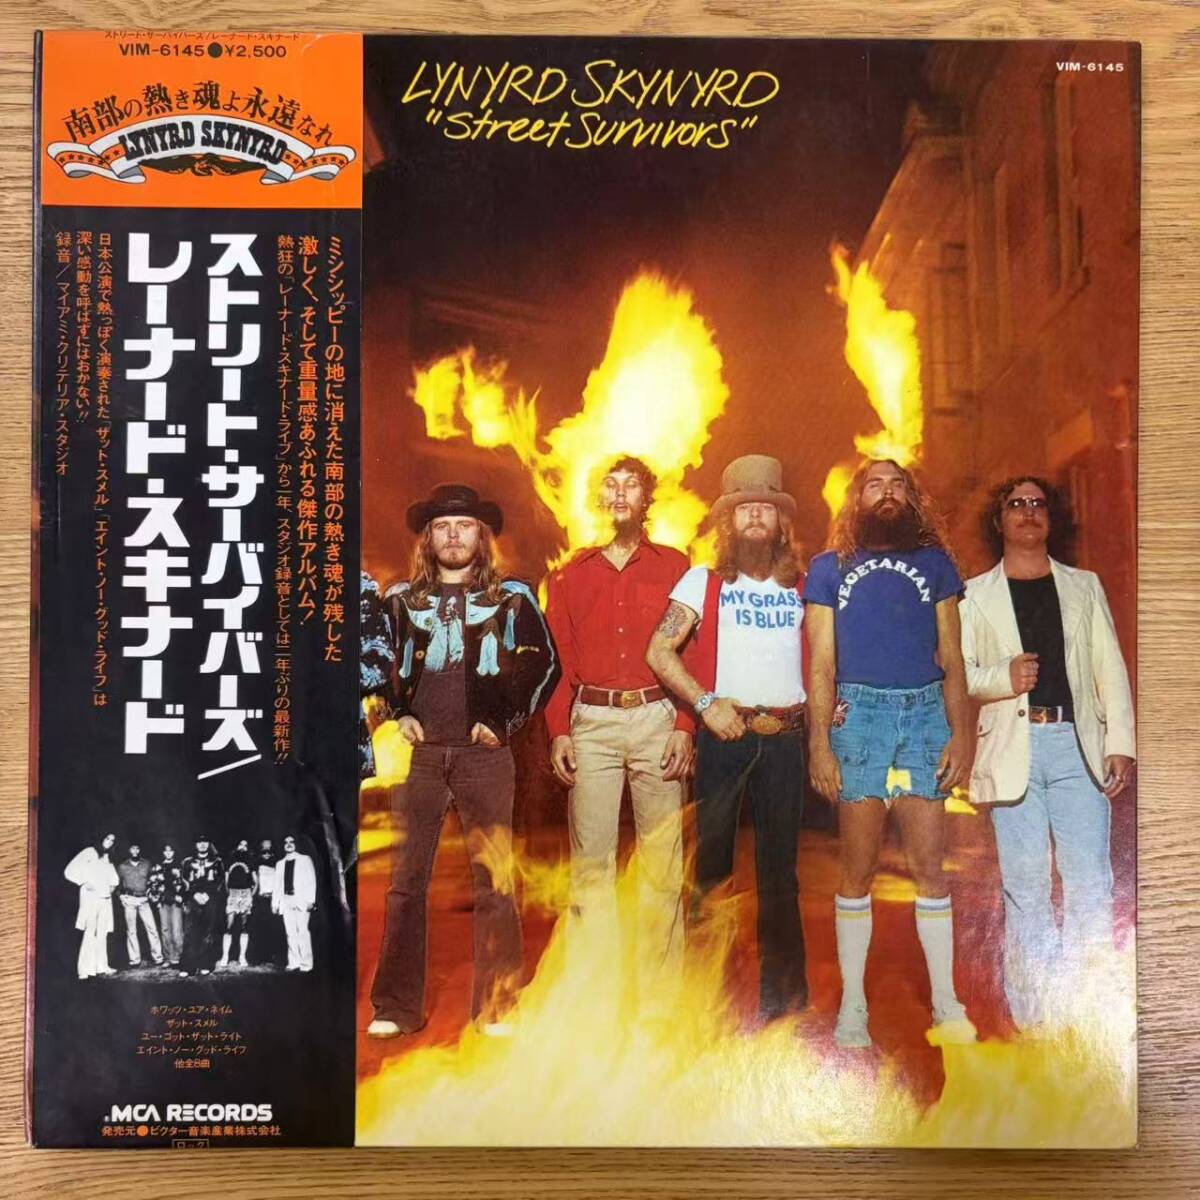 ストリート・サーバイバーズ/レーナード・スキナード
VIM-6145●¥2,500
南部の熱き魂よ永遠なれ
LYNYRD SKYNYRD
ストリート・サーバイバーズ/
レーナード・スキナード
ミシシッピーの地に消えた南部の熱き魂が残した
激しく、そして重量感あふれる傑作アルバム!
熱狂の「レーナード・スキナード・ライブ」から一年、スタジオ録音としては二年ぶりの最新作!!
日本公演で熱っぽく演奏された「ザット・スメル」「エイント・ノー・グッド・ライフ」は
深い感動を呼ばずにはおかない!!
録音/マイアミ・クリテリア・スタジオ
ホワッツ・ユア・ネイム
ザット・スメル
ユー・ゴット・ザット・ライト
エイント・ノー・グッド・ライフ
他全8曲
MCA RECORDS
発売元●ビクター音楽産業株式会社
ロック
LYNYRD SKYNYRD
"Street Survivors"
VIM-6145
MY GRASS
IS BLUE
VEGETARIAN